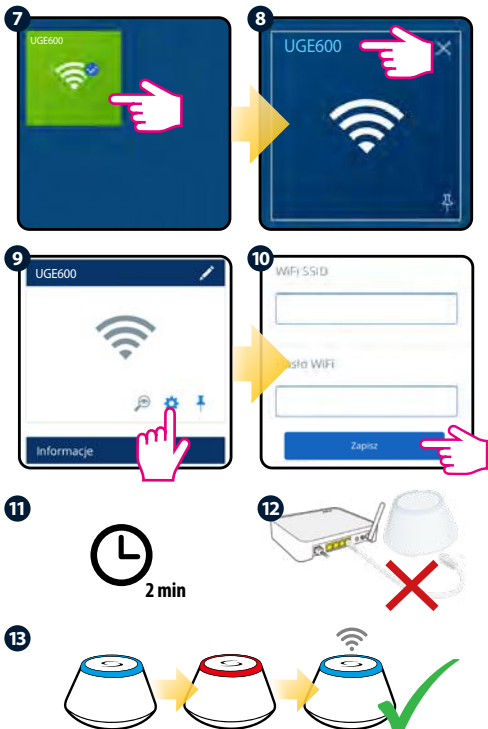 7
UGE600
8
UGE600
9
UGE600
Informacje
10
WiFi SSID
asło WiFi
Zapisz
11
2 min
12
13